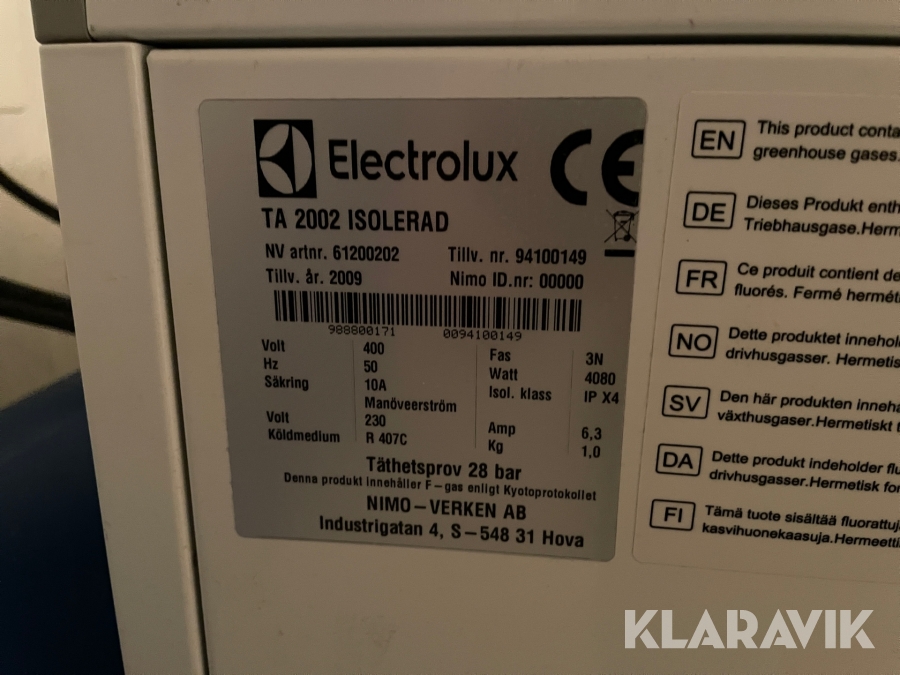 Electrolux CE
TA 2002 ISOLERAD
NV artnr. 61200202 Tillv. nr. 94100149
Tillv. år. 2009 Nimo ID.nr: 00000
988800171 0094100149
Volt 400 Fas 3N
Hz 50 Watt 4080
Säkring 10A Isol. klass IP X4
Manöverström
Volt 230 Amp 6,3
Köldmedium R 407C Kg 1,0
Täthetsprov 28 bar
Denna produkt innehåller F-gas enligt Kyotoprotokollet
NIMO-VERKEN AB
Industrigatan 4, S-548 31 Hova
EN This product conta
greenhouse gases.
DE Dieses Produkt enth
Triebhausgase.Herm
FR Ce produit contient de
fluorés. Fermé herméti
NO Dette produktet innehol
drivhusgasser. Hermetis
SV Den här produkten inneha
växthusgaser.Hermetiskt t
DA Dette produkt indeholder flu
drivhusgasser.Hermetisk for
FI Tämä tuote sisältää fluorattuja
kasvihuonekaasuja.Hermeetti
KLARAVIK